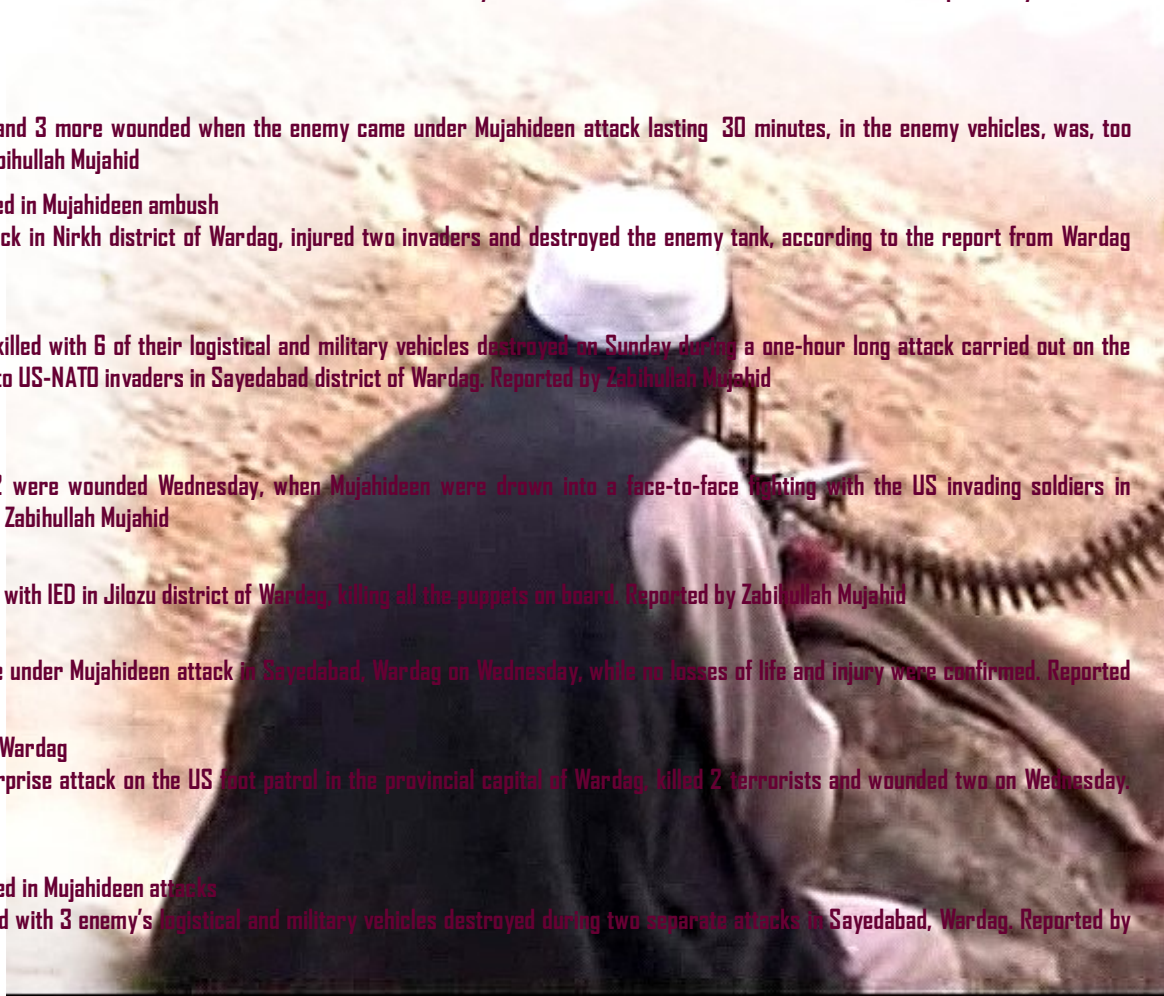 and 3 more wounded when the enemy came under Mujahideen attack lasting 30 minutes, in the enemy vehicles, was, too
bihullah Mujahid
ed in Mujahideen ambush
ck in Nirkh district of Wardag, injured two invaders and destroyed the enemy tank, according to the report from Wardag
killed with 6 of their logistical and military vehicles destroyed on Sunday during a one-hour long attack carried out on the
to US-NATO invaders in Sayedabad district of Wardag. Reported by Zabihullah Mujahid
2 were wounded Wednesday, when Mujahideen were drown into a face-to-face fighting with the US invading soldiers in
Zabihullah Mujahid
with IED in Jilozu district of Wardag, killing all the puppets on board. Reported by Zabihullah Mujahid
e under Mujahideen attack in Sayedabad, Wardag on Wednesday, while no losses of life and injury were confirmed. Reported
Wardag
rprise attack on the US foot patrol in the provincial capital of Wardag, killed 2 terrorists and wounded two on Wednesday.
ed in Mujahideen attacks
d with 3 enemy's logistical and military vehicles destroyed during two separate attacks in Sayedabad, Wardag. Reported by